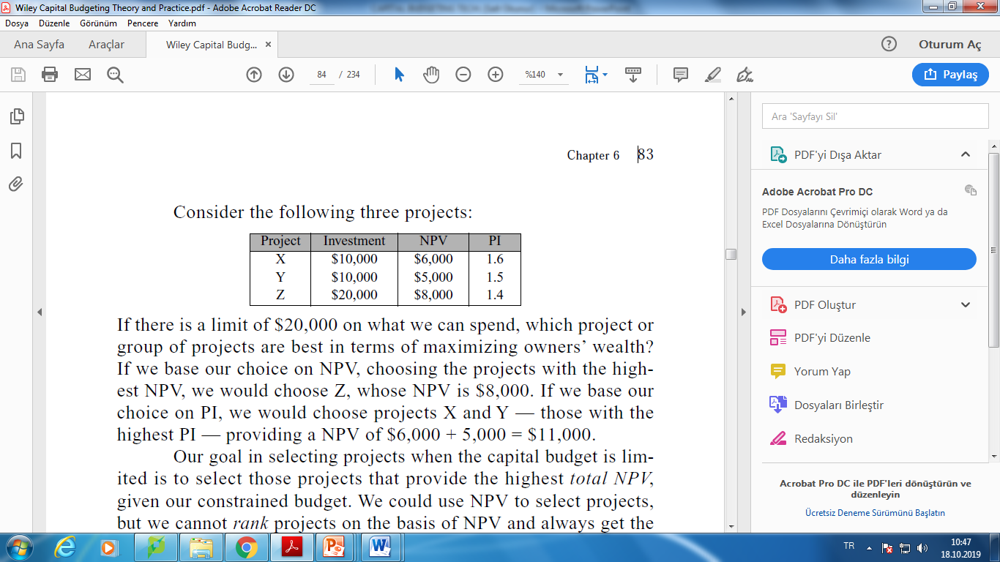 Wiley Capital Budgeting Theory and Practice.pdf - Adobe Acrobat Reader DC
Dosya Düzenle Görünüm Pencere Yardım
Ana Sayfa Araçlar Wiley Capital Budg... × ? Oturum Aç
84 / 234 %140 Paylaş
Ara 'Sayfayı Sil'
Chapter 6 83
PDF'yi Dışa Aktar
Adobe Acrobat Pro DC
PDF Dosyalarını Çevrimiçi olarak Word ya da
Excel Dosyalarına Dönüştürün
Daha fazla bilgi
PDF Oluştur
PDF'yi Düzenle
Yorum Yap
Dosyaları Birleştir
Redaksiyon
Acrobat Pro DC ile PDF'leri dönüştürün ve
düzenleyin
Ücretsiz Deneme Sürümünü Başlatın
Consider the following three projects:
Project Investment NPV PI
X $10,000 $6,000 1.6
Y $10,000 $5,000 1.5
Z $20,000 $8,000 1.4
If there is a limit of $20,000 on what we can spend, which project or
group of projects are best in terms of maximizing owners’ wealth?
If we base our choice on NPV, choosing the projects with the high-
est NPV, we would choose Z, whose NPV is $8,000. If we base our
choice on PI, we would choose projects X and Y — those with the
highest PI — providing a NPV of $6,000 + 5,000 = $11,000.
Our goal in selecting projects when the capital budget is lim-
ited is to select those projects that provide the highest total NPV,
given our constrained budget. We could use NPV to select projects,
but we cannot rank projects on the basis of NPV and always get the
TR 10:47
18.10.2019